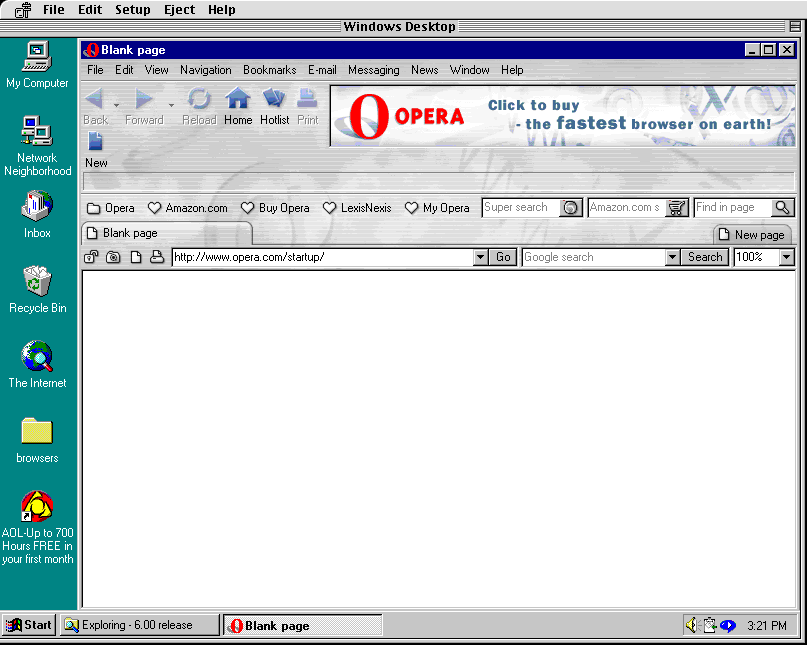 File Edit Setup Eject Help
Windows Desktop
My Computer
Network
Neighborhood
Inbox
Recycle Bin
The Internet
browsers
AOL-Up to 700
Hours FREE in
your first month
Blank page
File Edit View Navigation Bookmarks E-mail Messaging News Window Help
Back Forward Reload Home Hotlist Print
New
OPERA
Click to buy
- the fastest browser on earth!
Opera Amazon.com Buy Opera LexisNexis My Opera Super search Amazon.com s Find in page
Blank page New page
http://www.opera.com/startup/ Go Google search Search 100%
Start Exploring - 6.00 release Blank page 3:21 PM